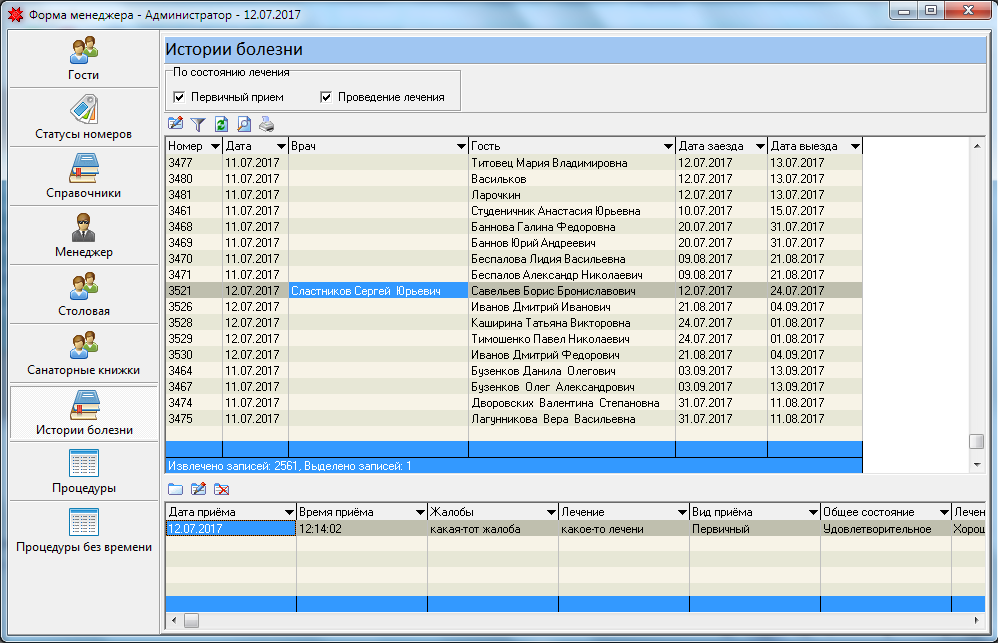 Форма менеджера - Администратор - 12.07.2017
Гости
Статусы номеров
Справочники
Менеджер
Столовая
Санаторные книжки
Истории болезни
Процедуры
Процедуры без времени
Истории болезни
По состоянию лечения
Первичный прием Проведение лечения
Номер Дата Врач Гость Дата заезда Дата выезда
3477 11.07.2017 Титовец Мария Владимировна 12.07.2017 13.07.2017
3480 11.07.2017 Васильков 12.07.2017 13.07.2017
3481 11.07.2017 Ларочкин 12.07.2017 13.07.2017
3461 11.07.2017 Студеничник Анастасия Юрьевна 10.07.2017 15.07.2017
3468 11.07.2017 Баннова Галина Федоровна 20.07.2017 31.07.2017
3469 11.07.2017 Баннов Юрий Андреевич 20.07.2017 31.07.2017
3470 11.07.2017 Беспалова Лидия Васильевна 09.08.2017 21.08.2017
3471 11.07.2017 Беспалов Александр Николаевич 09.08.2017 21.08.2017
3521 12.07.2017 Сластников Сергей Юрьевич Савельев Борис Брониславович 12.07.2017 24.07.2017
3526 12.07.2017 Иванов Дмитрий Иванович 21.08.2017 04.09.2017
3528 12.07.2017 Каширина Татьяна Викторовна 24.07.2017 01.08.2017
3529 12.07.2017 Тимошенко Павел Николаевич 24.07.2017 01.08.2017
3530 12.07.2017 Иванов Дмитрий Федорович 21.08.2017 04.09.2017
3464 11.07.2017 Бузенков Данила Олегович 03.09.2017 13.09.2017
3467 11.07.2017 Бузенков Олег Александрович 03.09.2017 13.09.2017
3474 11.07.2017 Дворовских Валентина Степановна 31.07.2017 11.08.2017
3475 11.07.2017 Лагунникова Вера Васильевна 31.07.2017 11.08.2017
Извлечено записей: 2561, Выделено записей: 1
Дата приёма Время приёма Жалобы Лечение Вид приёма Общее состояние Лечен
12.07.2017 12:14:02 какая-тот жалоба какое-то лечени Первичный Удовлетворительное Хорош